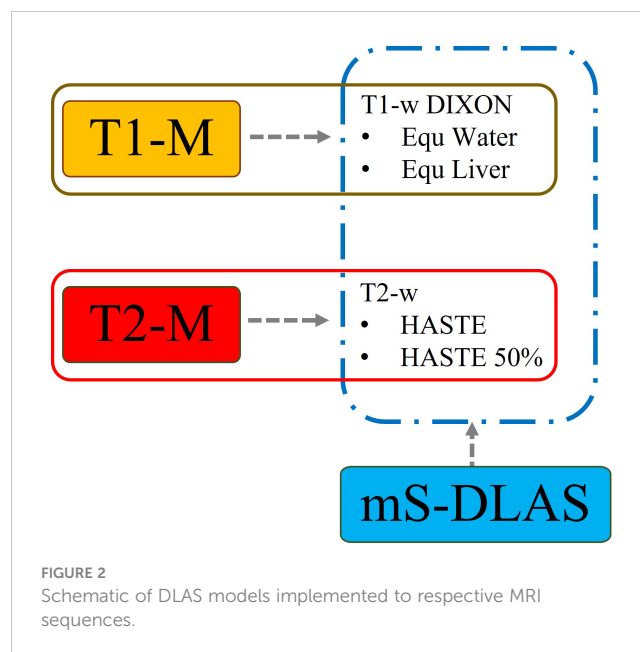 T1-M
T1-w DIXON
• Equ Water
• Equ Liver
T2-M
T2-w
• HASTE
• HASTE 50%
mS-DLAS
FIGURE 2
Schematic of DLAS models implemented to respective MRI
sequences.